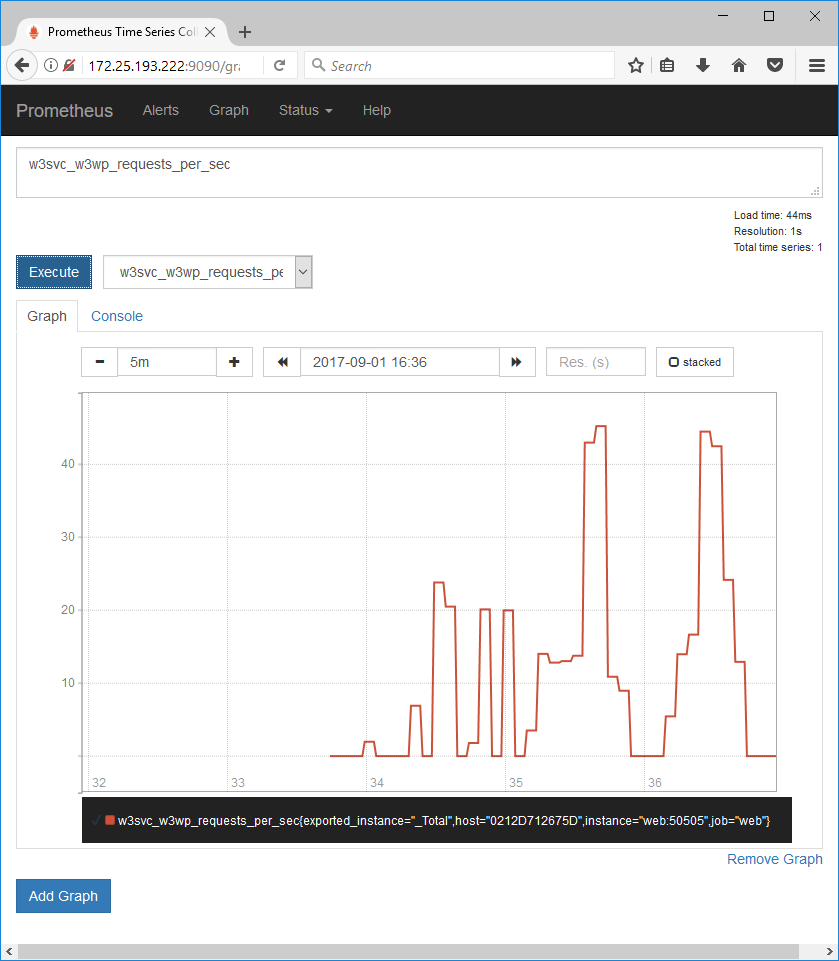 Prometheus Time Series Coll
172.25.193.222:9090/gra
Search
Prometheus Alerts Graph Status Help
w3svc_w3wp_requests_per_sec
Load time: 44ms
Resolution: 1s
Total time series: 1
Execute w3svc_w3wp_requests_pe
Graph Console
5m 2017-09-01 16:36 Res. (s) stacked
40
30
20
10
32 33 34 35 36
w3svc_w3wp_requests_per_sec{exported_instance="_Total",host="0212D712675D",instance="web:50505",job="web"}
Remove Graph
Add Graph